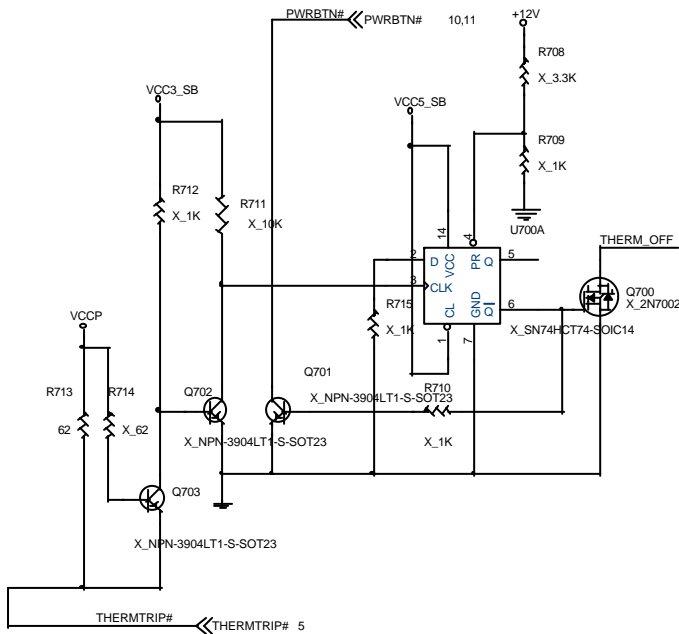 PWRBTN# PWRBTN# 10,11
+12V
R708
X_3.3K
VCC3_SB
VCC5_SB
R709
X_1K
R712
X_1K
R711
X_10K
U700A
14
4
2
D
VCC
PR
Q
5
THERM_OFF
3
CLK
Q700
X_2N7002
R715
X_1K
CL
GND
Q
6
X_SN74HCT74-SOIC14
1
7
VCCP
R713
62
R714
X_62
Q702
X_NPN-3904LT1-S-SOT23
Q701
X_NPN-3904LT1-S-SOT23
R710
X_1K
Q703
X_NPN-3904LT1-S-SOT23
THERMTRIP# THERMTRIP# 5